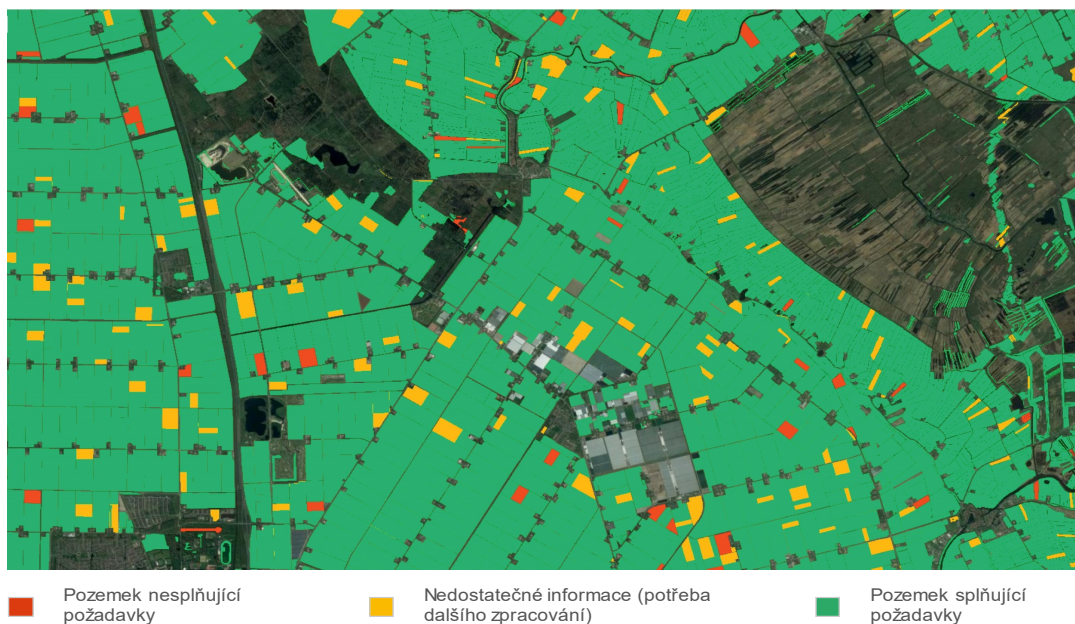 Pozemek nesplňující
požadavky
Nedostatečné informace (potřeba
dalšího zpracování)
Pozemek splňující
požadavky